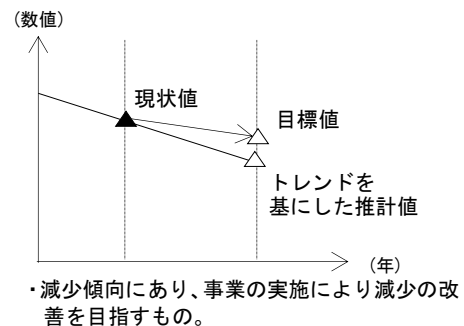 (数値)
現状値
目標値
トレンドを
基にした推計値
(年)
・減少傾向にあり、事業の実施により減少の改
善を目指すもの。